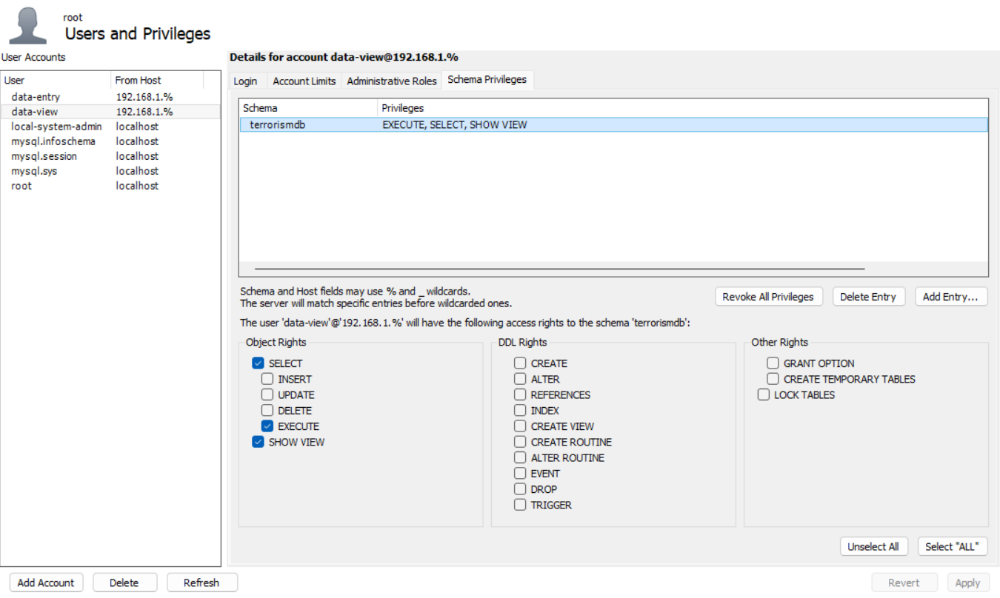 root
Users and Privileges
User Accounts
User From Host
data-entry 192.168.1.%
data-view 192.168.1.%
local-system-admin localhost
mysql.infoschema localhost
mysql.session localhost
mysql.sys localhost
root localhost
Details for account data-view@192.168.1.%
Login Account Limits Administrative Roles Schema Privileges
Schema Privileges
terrorismdb EXECUTE, SELECT, SHOW VIEW
Schema and Host fields may use % and _ wildcards.
The server will match specific entries before wildcarded ones.
Revoke All Privileges Delete Entry Add Entry...
The user 'data-view'@'192.168.1.%' will have the following access rights to the schema 'terrorismdb':
Object Rights
SELECT
INSERT
UPDATE
DELETE
EXECUTE
SHOW VIEW
DDL Rights
CREATE
ALTER
REFERENCES
INDEX
CREATE VIEW
CREATE ROUTINE
ALTER ROUTINE
EVENT
DROP
TRIGGER
Other Rights
GRANT OPTION
CREATE TEMPORARY TABLES
LOCK TABLES
Unselect All Select "ALL"
Add Account Delete Refresh Revert Apply